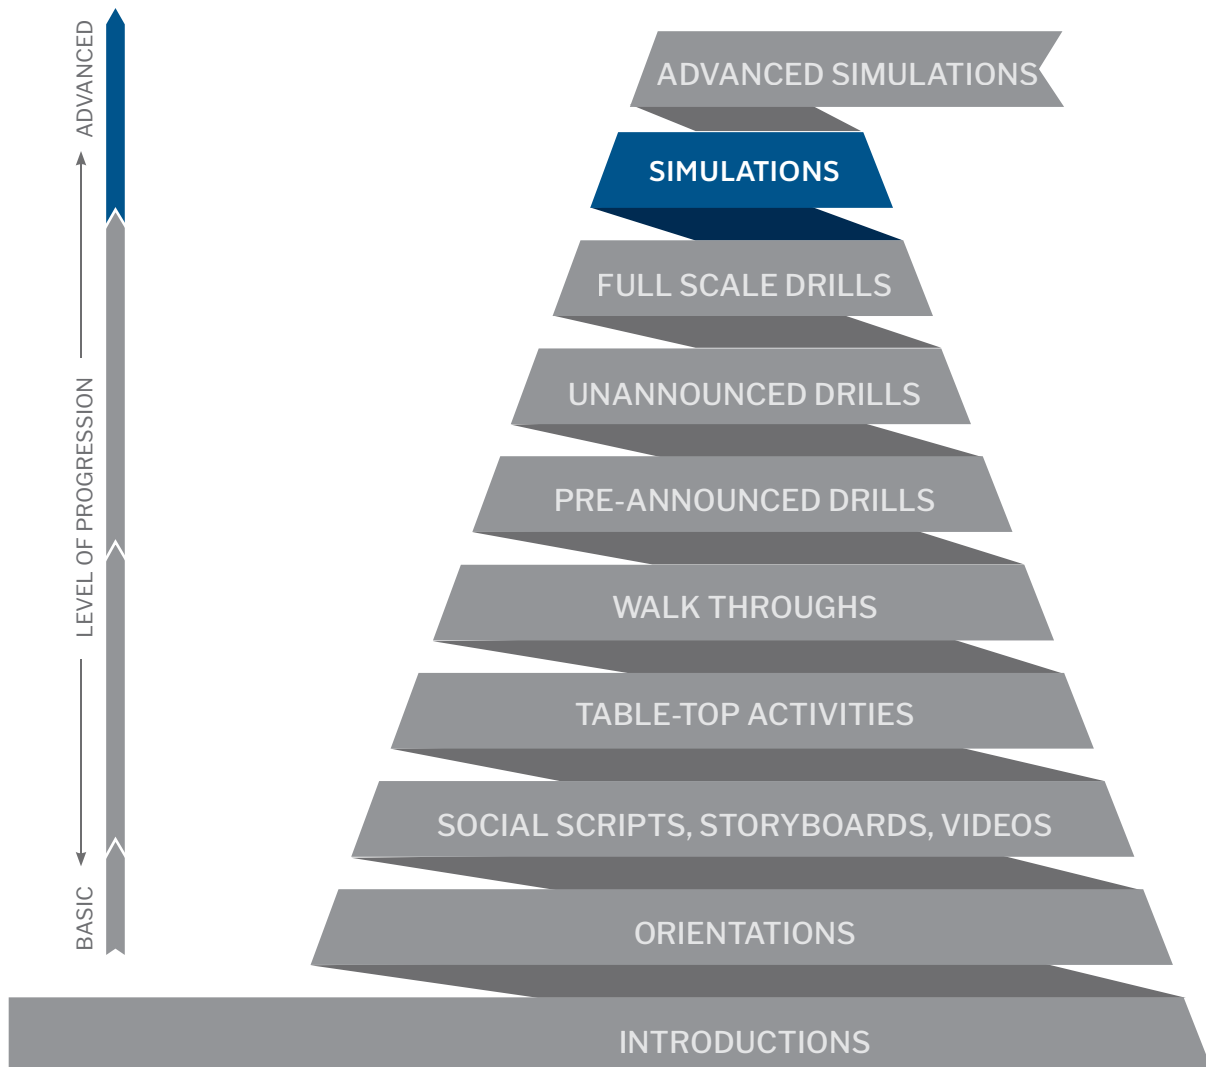 ADVANCED
LEVEL OF PROGRESSION
BASIC
ADVANCED SIMULATIONS
SIMULATIONS
FULL SCALE DRILLS
UNANNOUNCED DRILLS
PRE-ANNOUNCED DRILLS
WALK THROUGHS
TABLE-TOP ACTIVITIES
SOCIAL SCRIPTS, STORYBOARDS, VIDEOS
ORIENTATIONS
INTRODUCTIONS